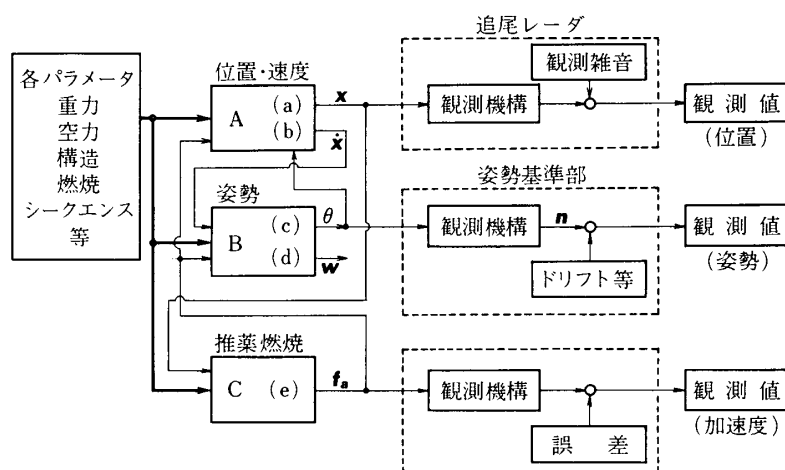 追尾レーダ
各パラメータ
重力
空力
構造
燃焼
シークエンス
等
位置・速度
A (a) x
(b) ẋ
観測機構
観測雑音
観測値
(位置)
姿勢
B (c) θ
(d) w
姿勢基準部
観測機構
n
ドリフト等
観測値
(姿勢)
推薬燃焼
C (e) fa
観測機構
誤差
観測値
(加速度)